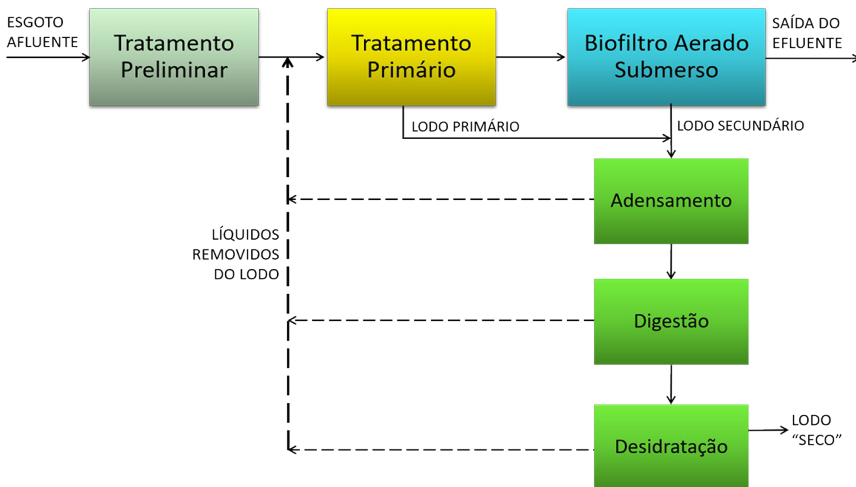 ESGOTO
AFLUENTE
Tratamento
Preliminar
Tratamento
Primário
Biofiltro Aerado
Submerso
SAÍDA DO
EFLUENTE
LODO PRIMÁRIO
LODO SECUNDÁRIO
Adensamento
LÍQUIDOS
REMOVIDOS
DO LODO
Digestão
Desidratação
LODO
“SECO”